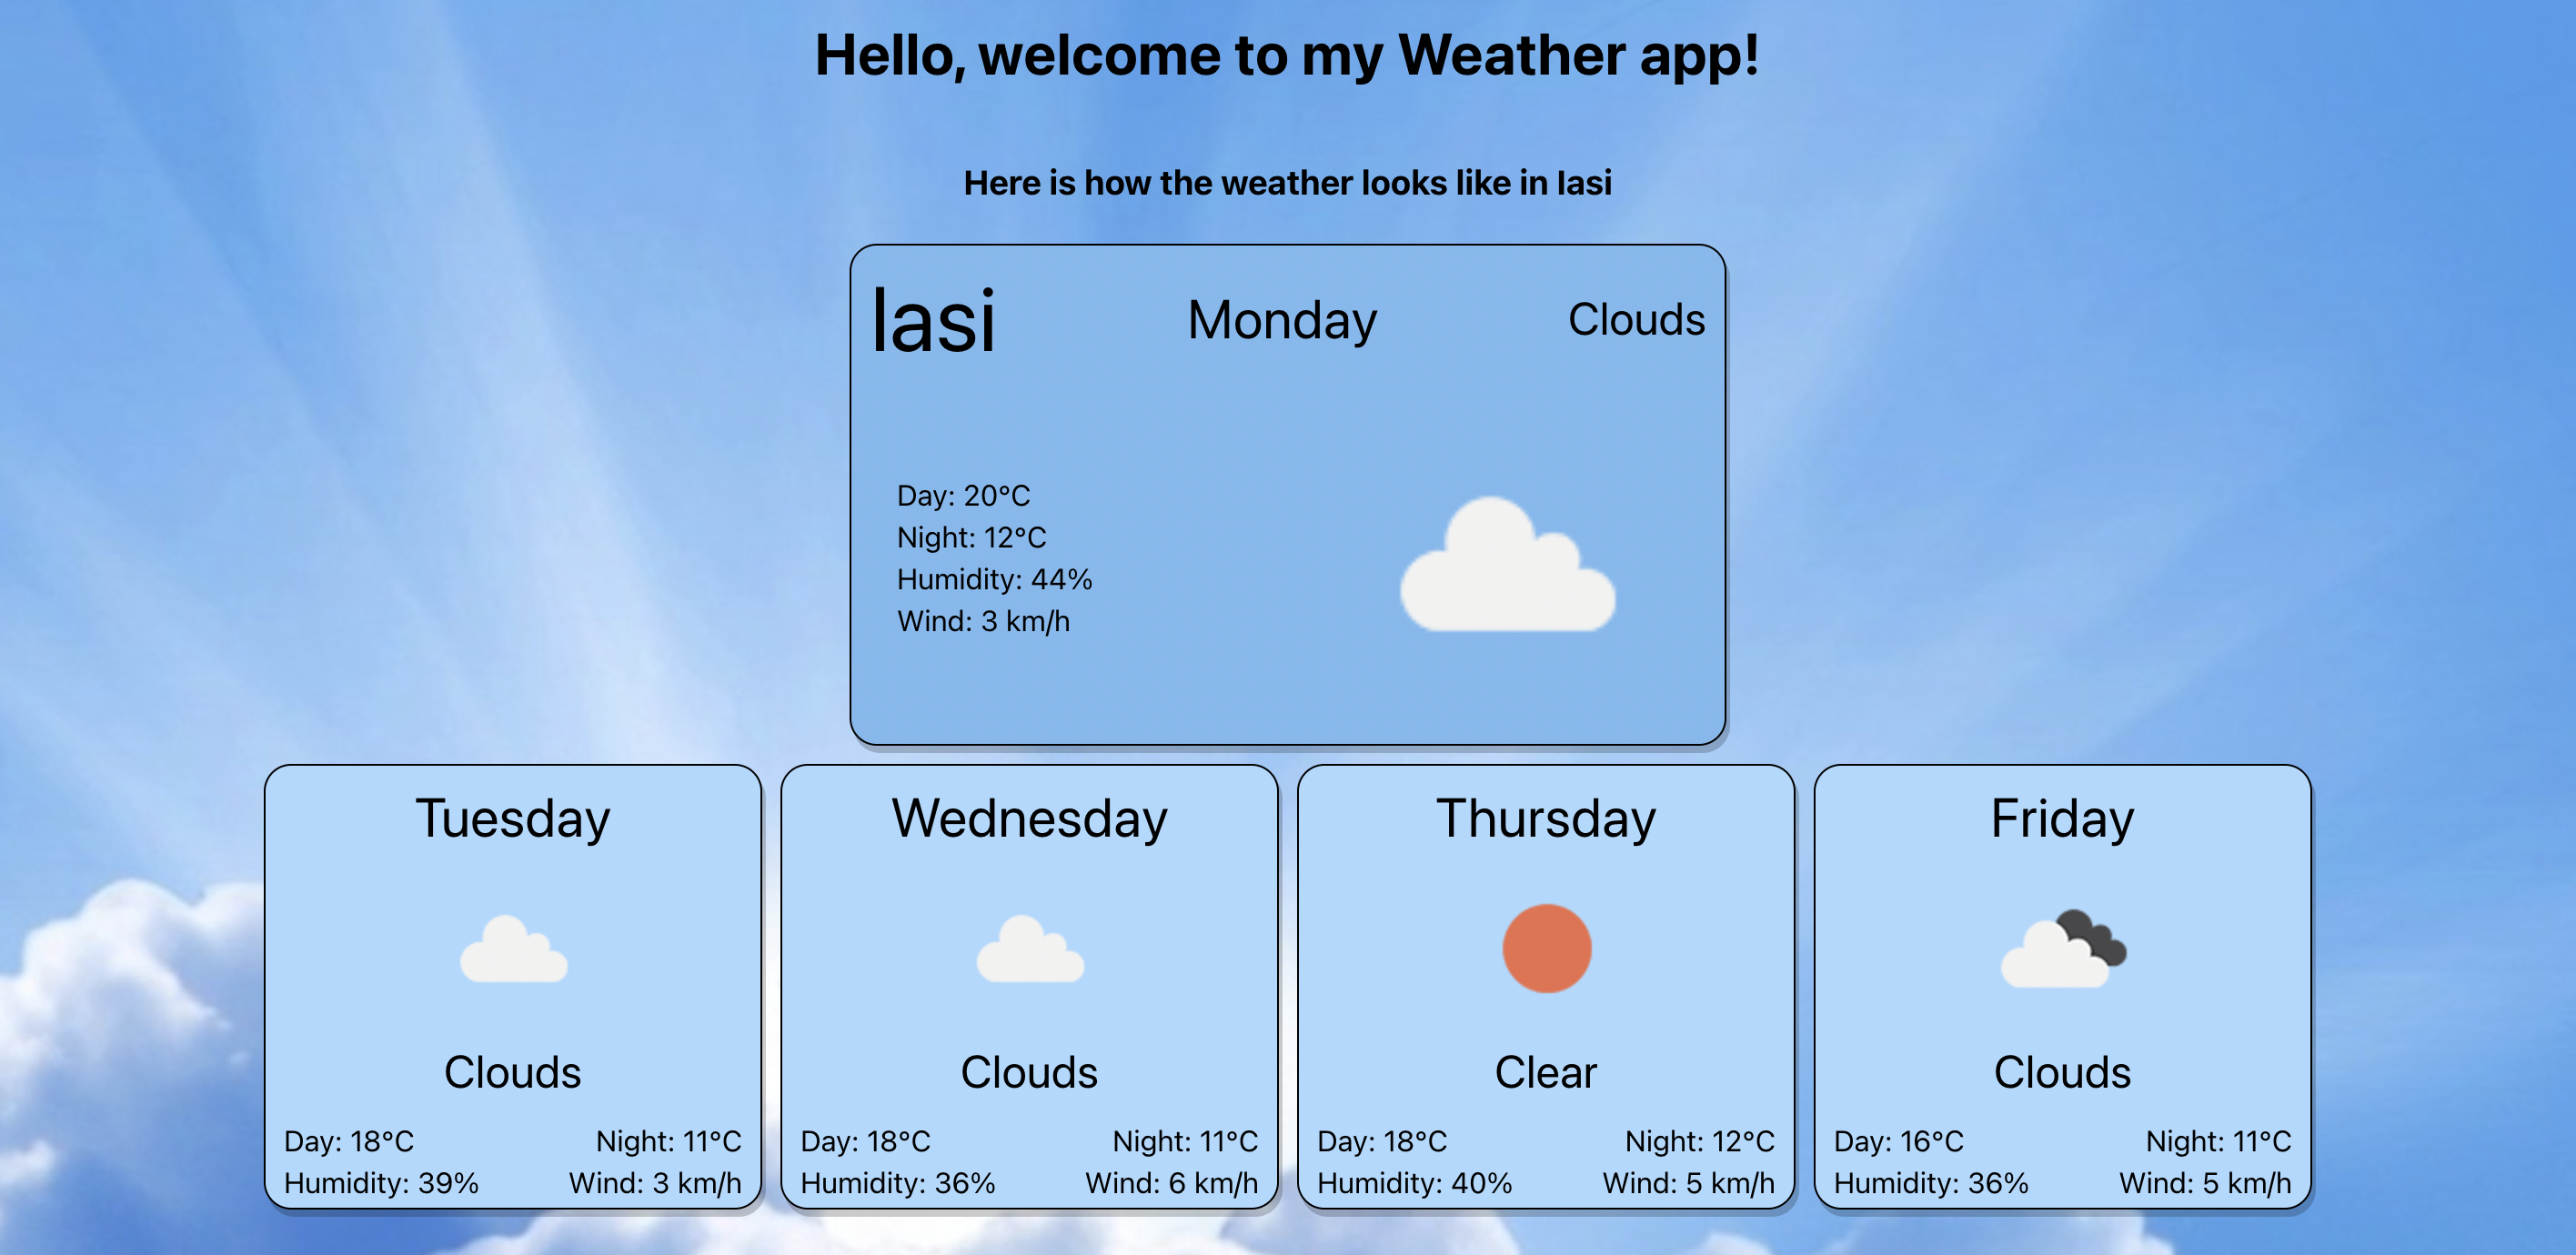 Hello, welcome to my Weather app!
Here is how the weather looks like in Iasi
Iasi Monday Clouds
Day: 20°C
Night: 12°C
Humidity: 44%
Wind: 3 km/h
Tuesday
Clouds
Day: 18°C Night: 11°C
Humidity: 39% Wind: 3 km/h
Wednesday
Clouds
Day: 18°C Night: 11°C
Humidity: 36% Wind: 6 km/h
Thursday
Clear
Day: 18°C Night: 12°C
Humidity: 40% Wind: 5 km/h
Friday
Clouds
Day: 16°C Night: 11°C
Humidity: 36% Wind: 5 km/h